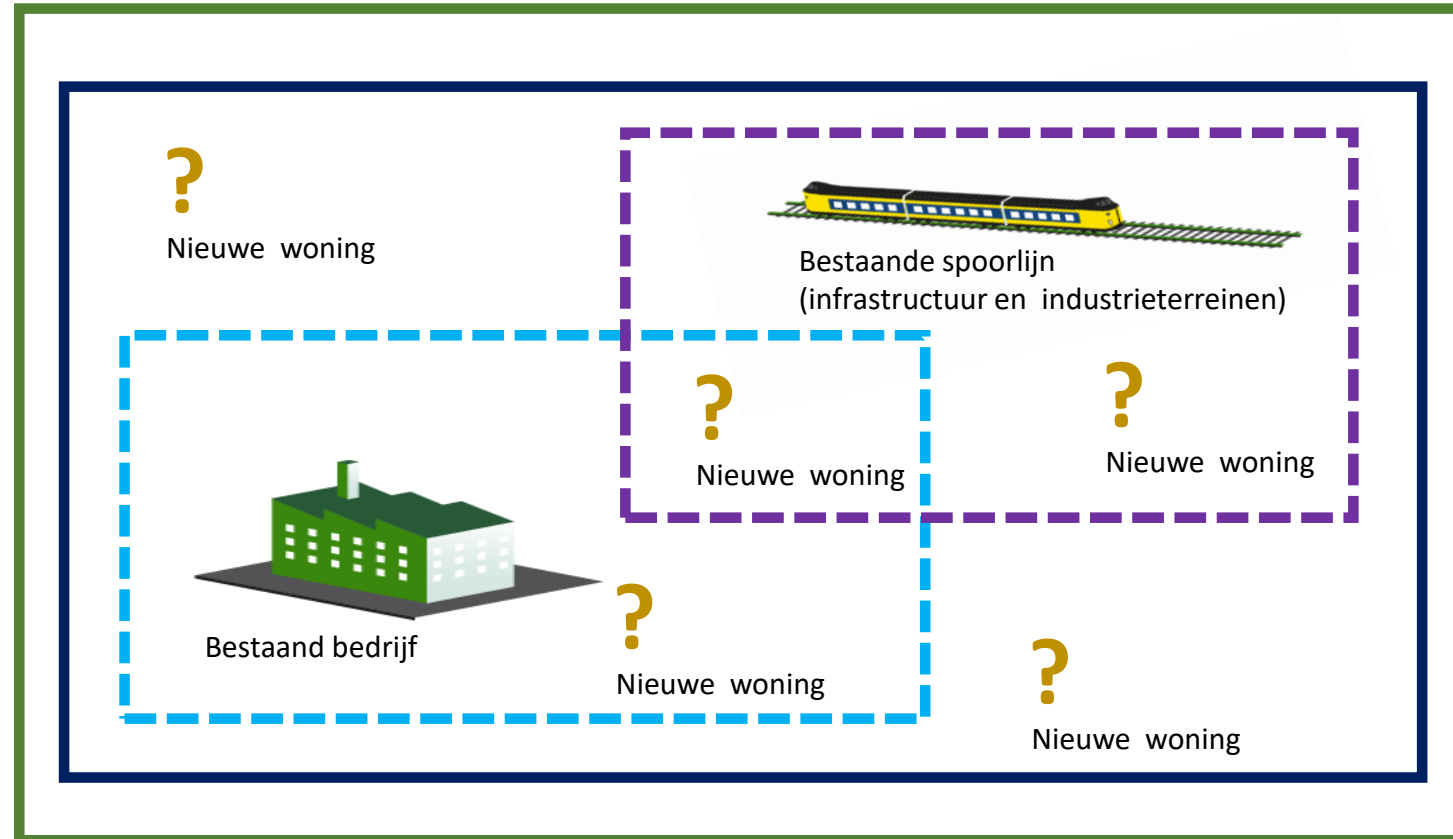 ?
Nieuwe woning
Bestaande spoorlijn
(infrastructuur en industrieterreinen)
?
Nieuwe woning
?
Nieuwe woning
Bestaand bedrijf
?
Nieuwe woning
?
Nieuwe woning